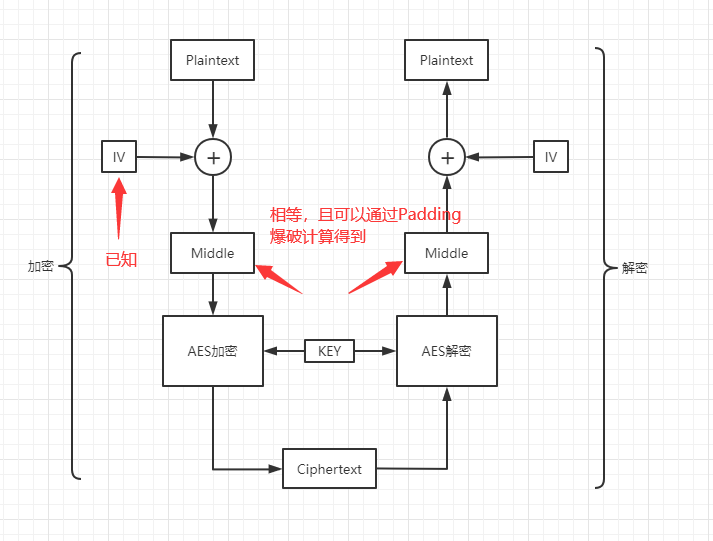 Plaintext
Plaintext
IV
+
+
IV
相等，且可以通过Padding
爆破计算得到
已知
Middle
Middle
加密
解密
AES加密
KEY
AES解密
Ciphertext